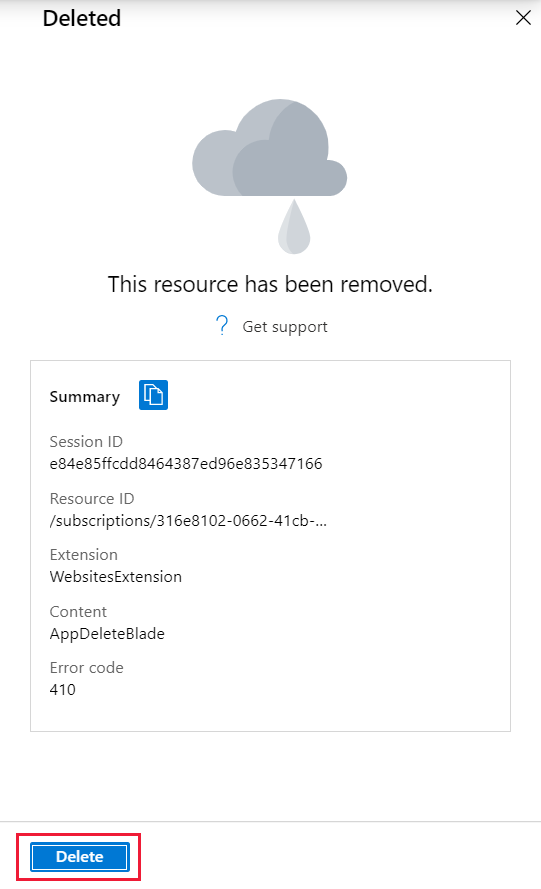 Deleted
This resource has been removed.
? Get support
Summary
Session ID
e84e85ffcdd8464387ed96e835347166
Resource ID
/subscriptions/316e8102-0662-41cb-...
Extension
WebsitesExtension
Content
AppDeleteBlade
Error code
410
Delete